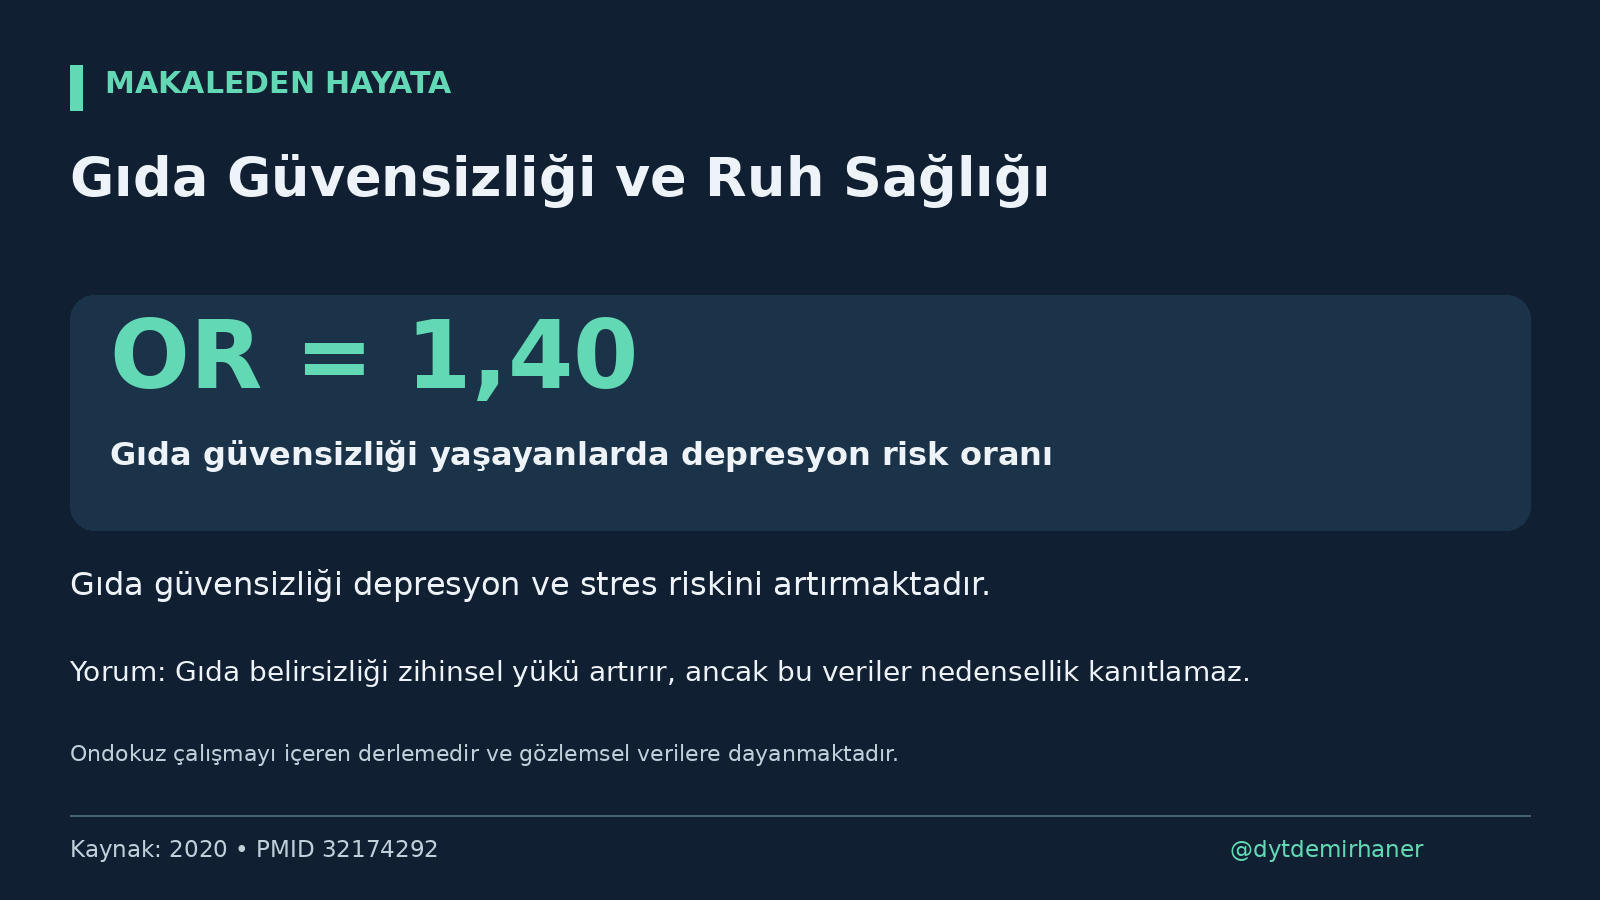 MAKALEDEN HAYATA
Gıda Güvensizliği ve Ruh Sağlığı
OR = 1,40
Gıda güvensizliği yaşayanlarda depresyon risk oranı
Gıda güvensizliği depresyon ve stres riskini artırmaktadır.
Yorum: Gıda belirsizliği zihinsel yükü artırır, ancak bu veriler nedensellik kanıtlamaz.
Ondokuz çalışmayı içeren derlemedir ve gözlemsel verilere dayanmaktadır.
Kaynak: 2020 • PMID 32174292
@dytdemirhaner